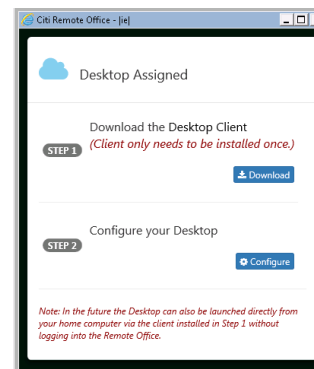 Citi Remote Office - |ie|
Desktop Assigned
Download the Desktop Client
STEP 1
(Client only needs to be installed once.)
Download
Configure your Desktop
STEP 2
Configure
Note: In the future the Desktop can also be launched directly from
your home computer via the client installed in Step 1 without
logging into the Remote Office.